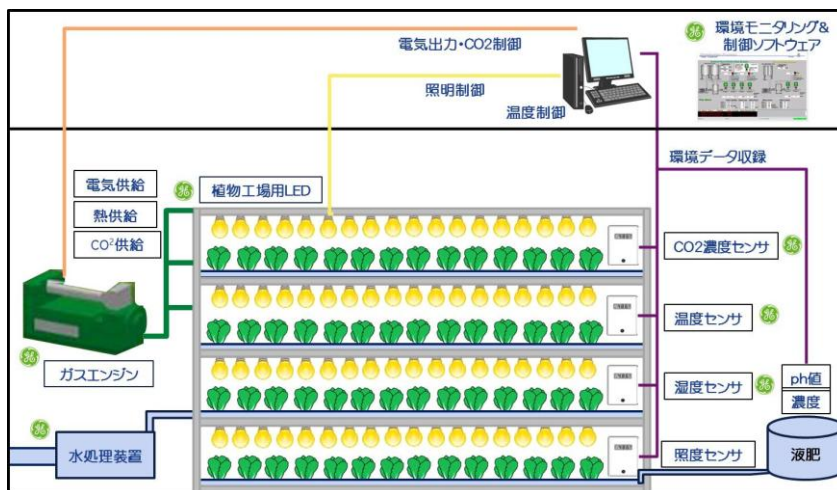 電気出力・CO2制御
環境モニタリング&
制御ソフトウェア
照明制御
温度制御
環境データ収録
電気供給
植物工場用LED
熱供給
CO²供給
CO2濃度センサ
温度センサ
ガスエンジン
湿度センサ
ph値
濃度
水処理装置
照度センサ
液肥